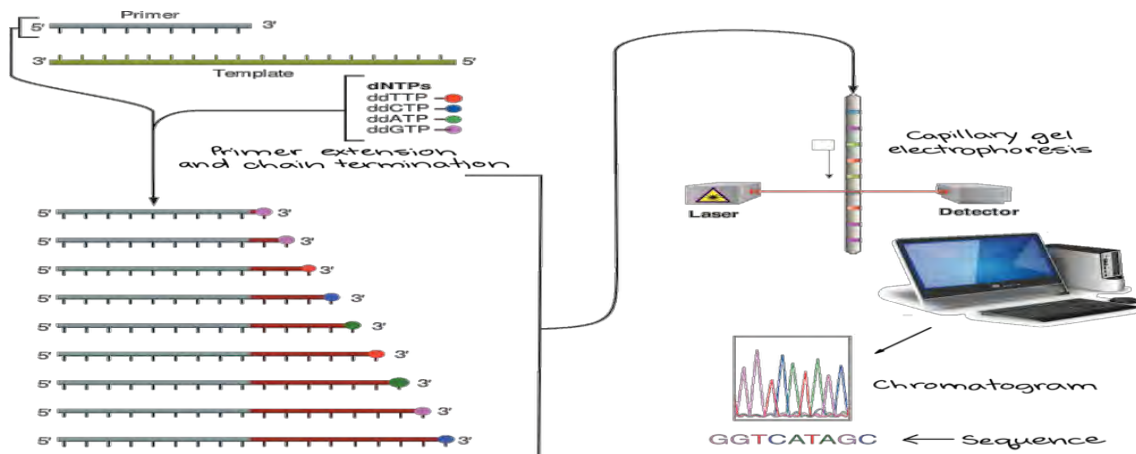 Primer
5' 3'
3' 5'
Template
dNTPs
ddTTP
ddCTP
ddATP
ddGTP
Primer extension
and chain termination
5' 3'
5' 3'
5' 3'
5' 3'
5' 3'
5' 3'
5' 3'
5' 3'
5' 3'
Capillary gel
electrophoresis
Laser
Detector
Chromatogram
GGTCATAGC
Sequence